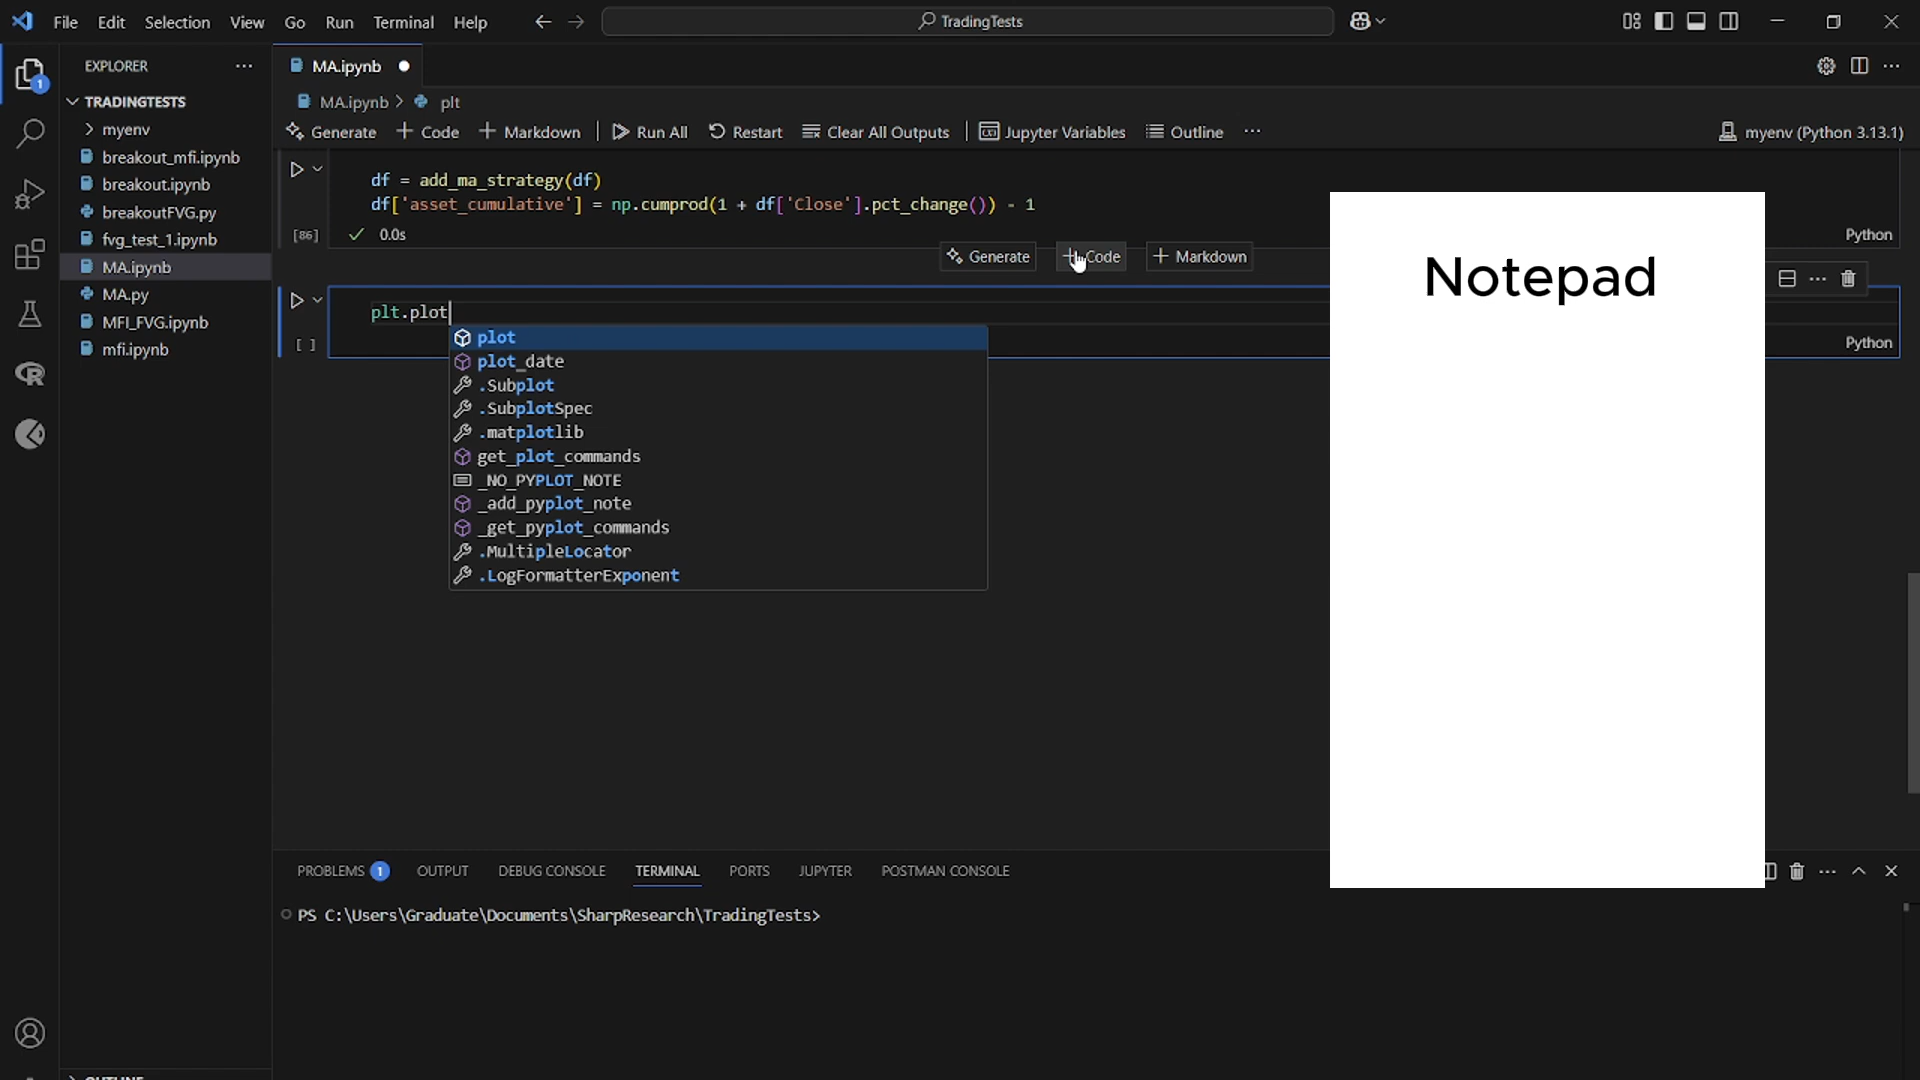 File Edit Selection View Go Run Terminal Help
TradingTests
EXPLORER
TRADINGTESTS
myenv
breakout_mfi.ipynb
breakout.ipynb
breakoutFVG.py
fvg_test_1.ipynb
MA.ipynb
MA.py
MFI_FVG.ipynb
mfi.ipynb
MA.ipynb
MA.ipynb > plt
Generate + Code + Markdown Run All Restart Clear All Outputs Jupyter Variables Outline ... myenv (Python 3.13.1)
df = add_ma_strategy(df)
df['asset_cumulative'] = np.cumprod(1 + df['Close'].pct_change()) - 1
[86] 0.0s Python
Generate + Code + Markdown
plt.plot
[ ] Python
plot
plot_date
.Subplot
.SubplotSpec
.matplotlib
get_plot_commands
_NO_PYPLOT_NOTE
_add_pyplot_note
_get_pyplot_commands
.MultipleLocator
.LogFormatterExponent
Notepad
PROBLEMS 1 OUTPUT DEBUG CONSOLE TERMINAL PORTS JUPYTER POSTMAN CONSOLE
PS C:\Users\Graduate\Documents\SharpResearch\TradingTests>
1
OUTLINE